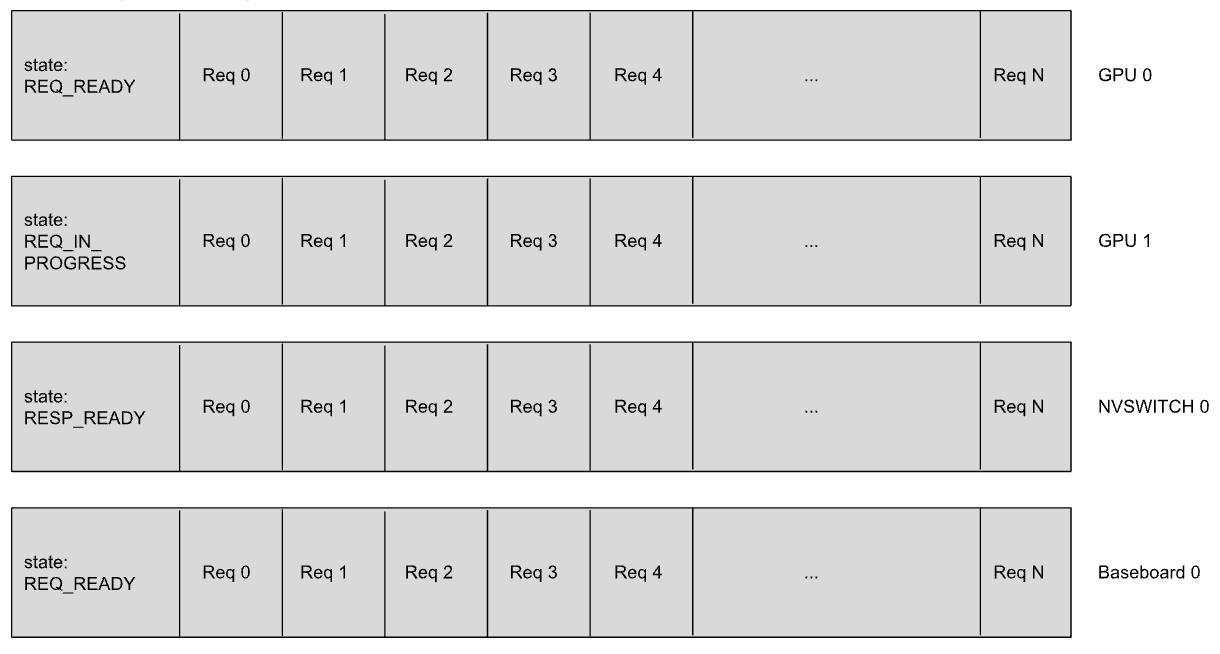 state:
REQ_READY
Req 0
Req 1
Req 2
Req 3
Req 4
...
Req N
GPU 0
state:
REQ_IN_
PROGRESS
Req 0
Req 1
Req 2
Req 3
Req 4
...
Req N
GPU 1
state:
RESP_READY
Req 0
Req 1
Req 2
Req 3
Req 4
...
Req N
NVSWITCH 0
state:
REQ_READY
Req 0
Req 1
Req 2
Req 3
Req 4
...
Req N
Baseboard 0